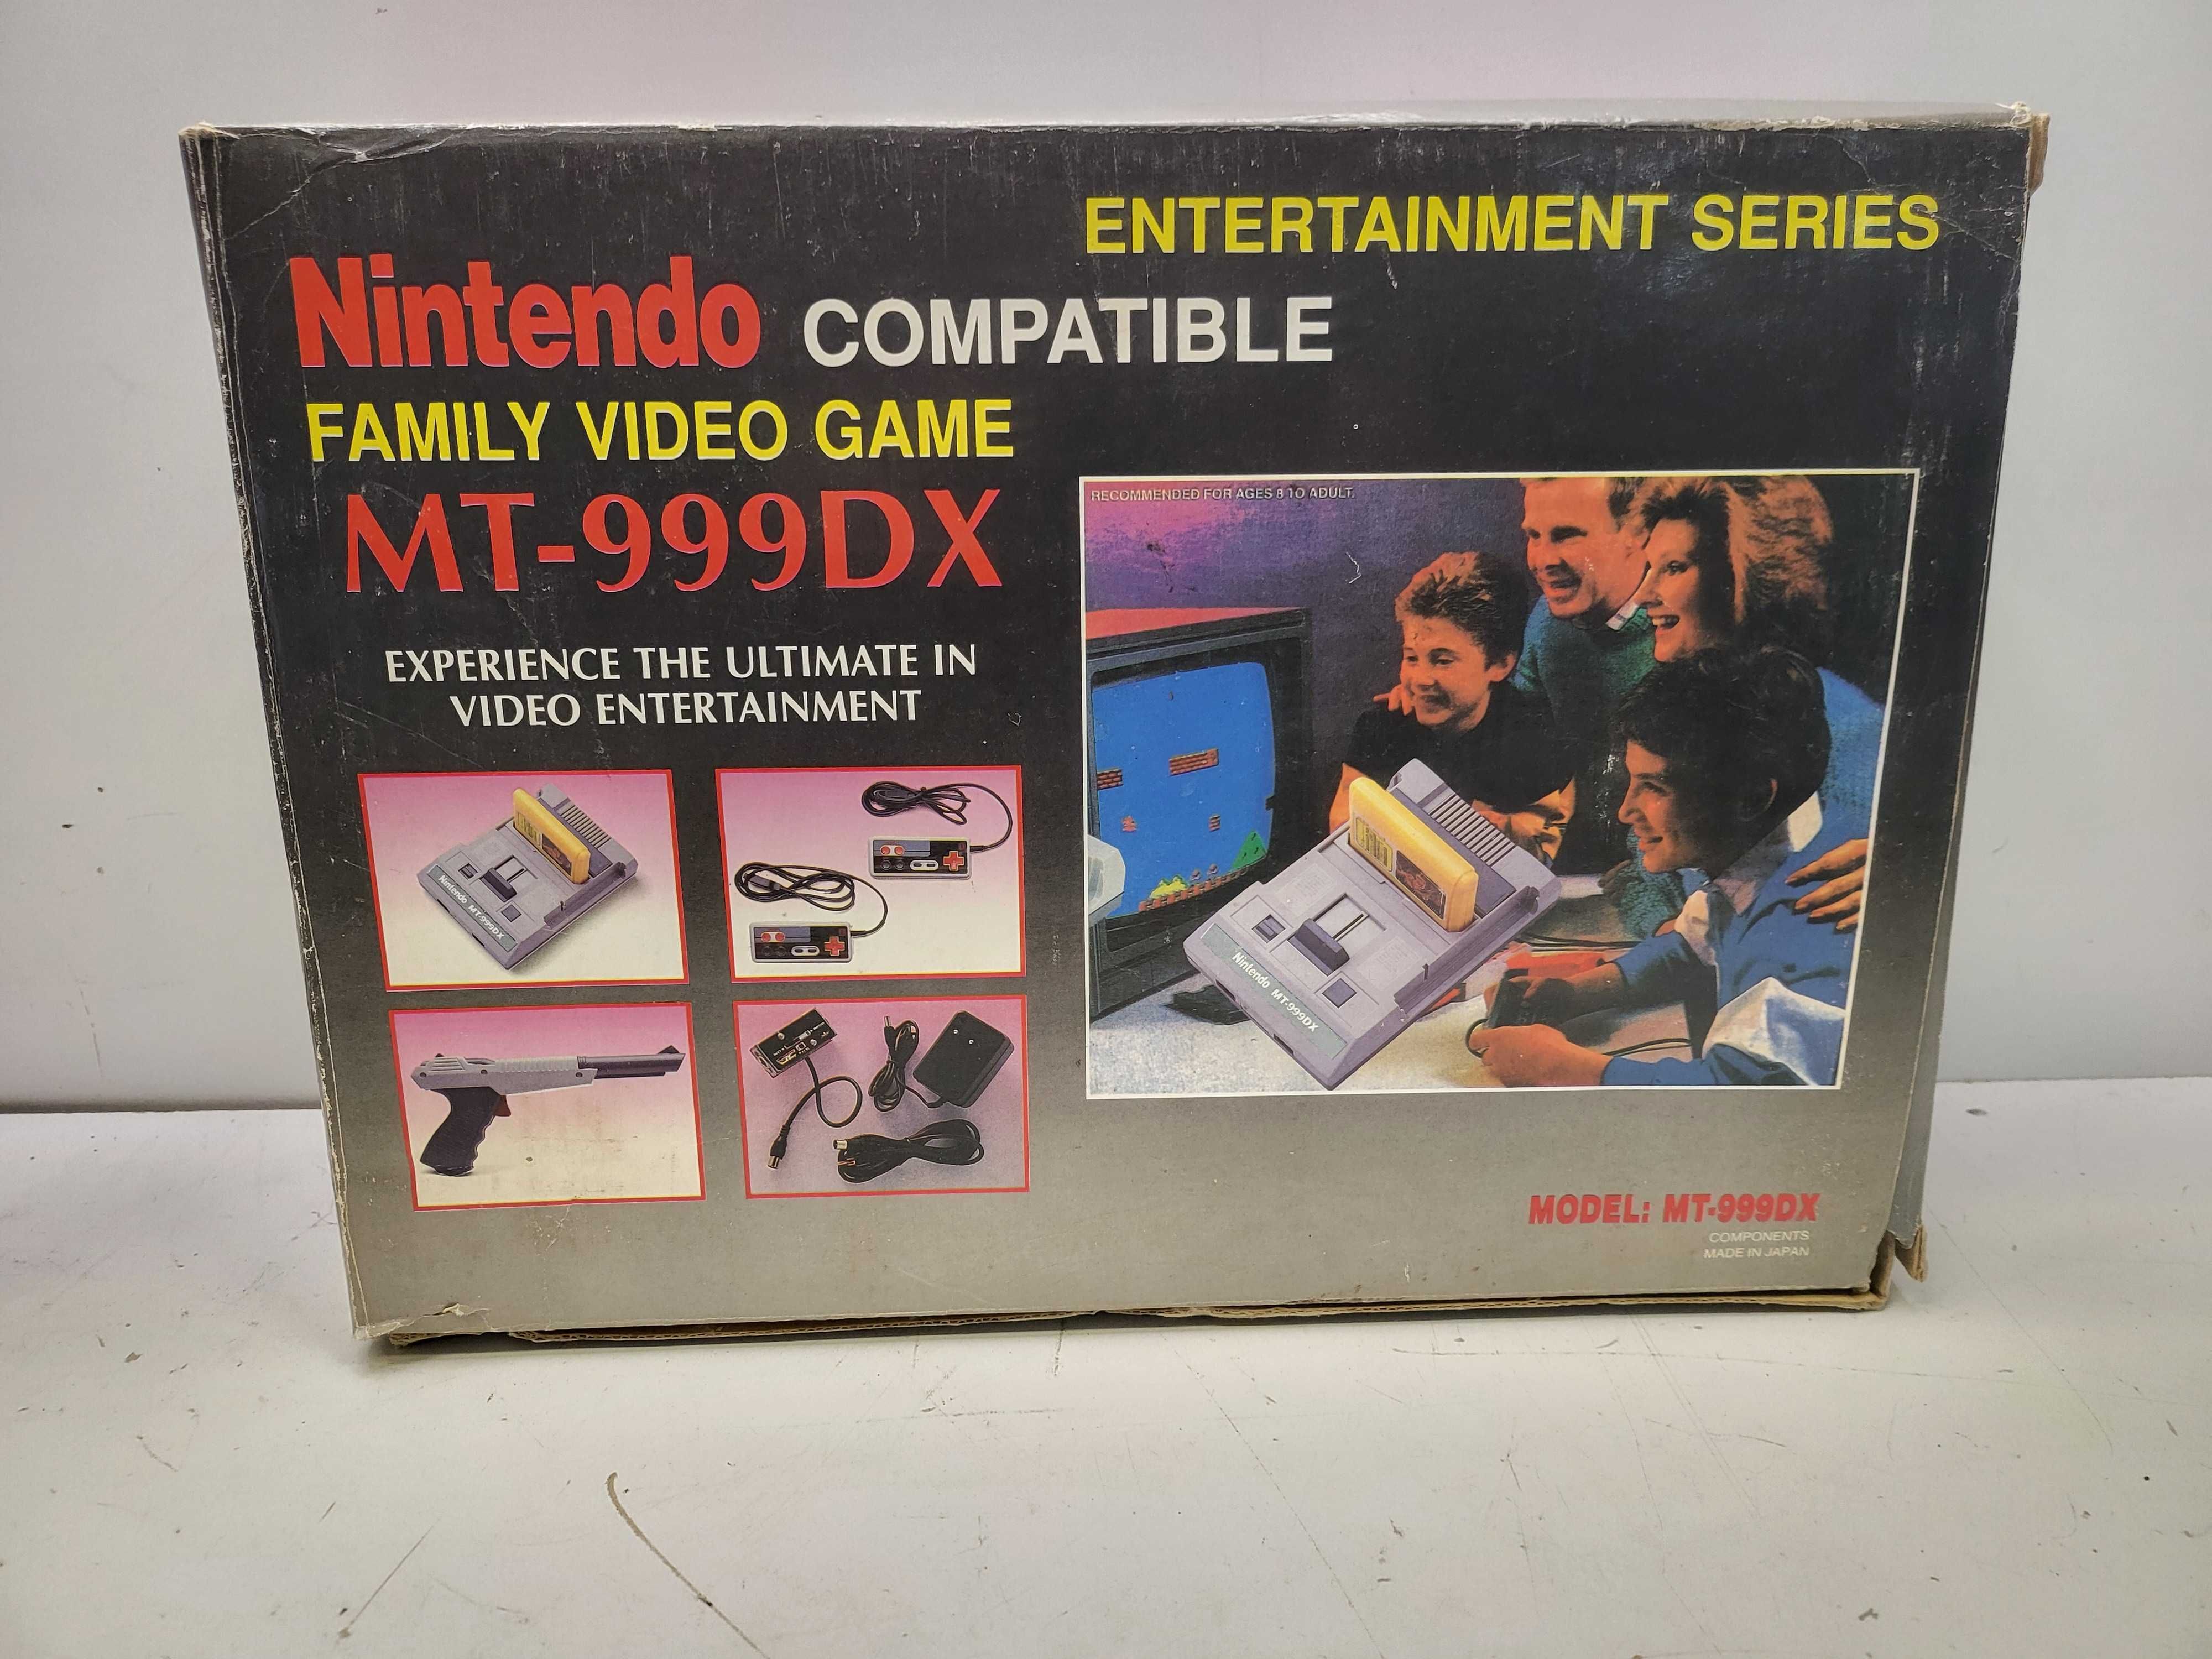 ENTERTAINMENT SERIES
Nintendo COMPATIBLE
FAMILY VIDEO GAME
MT-999DX
EXPERIENCE THE ULTIMATE IN
VIDEO ENTERTAINMENT
RECOMMENDED FOR AGES 8 TO ADULT.
Nintendo MT-999DX
Nintendo MT-999DX
MODEL: MT-999DX
COMPONENTS
MADE IN JAPAN